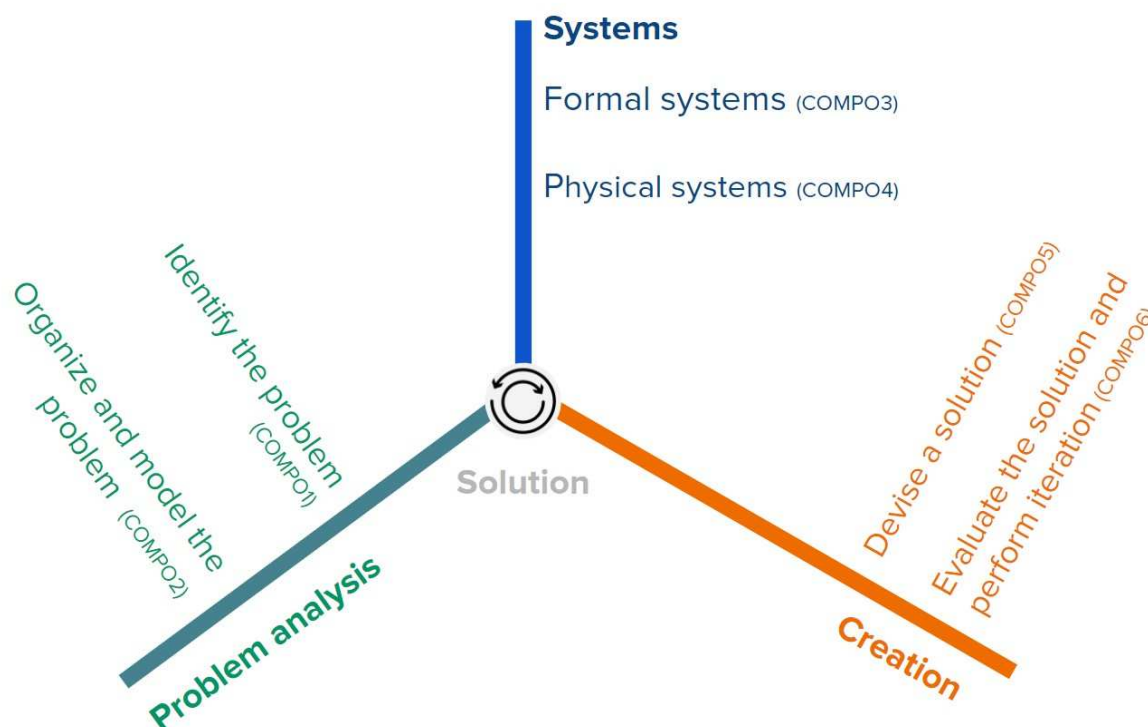 Systems
Formal systems (COMPO3)
Physical systems (COMPO4)
Identify the problem
(COMPO1)
Organize and model the
problem (COMPO2)
Problem analysis
Solution
Devise a solution (COMPO5)
Evaluate the solution and
perform iteration (COMPO6)
Creation